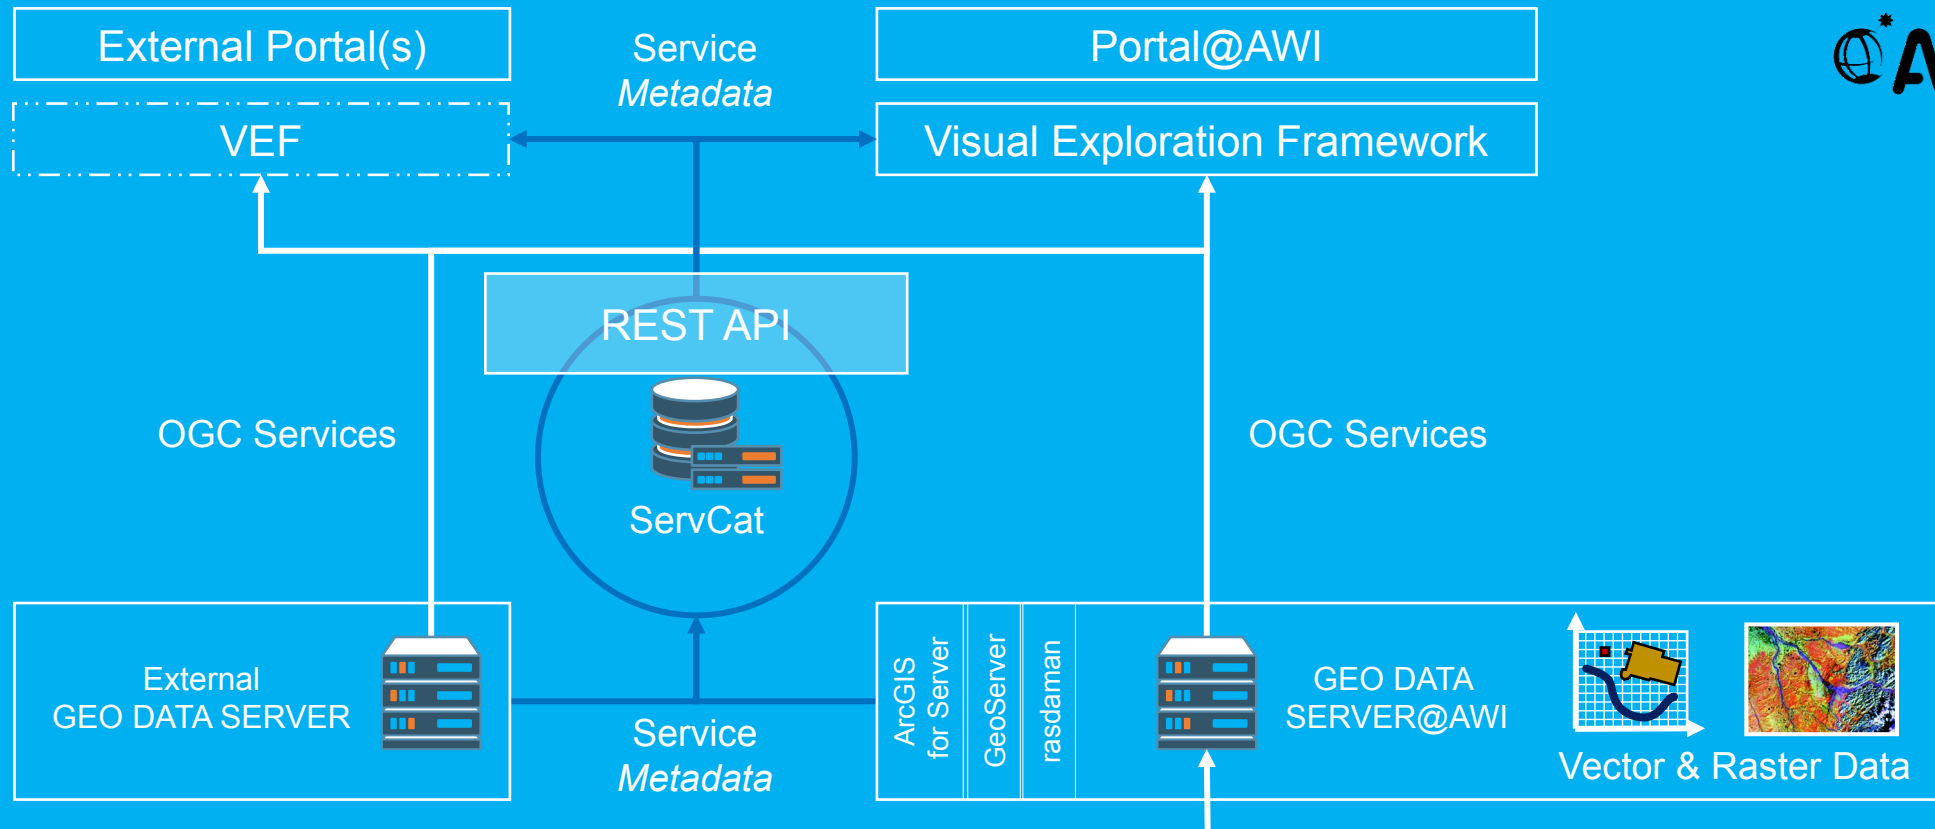 External Portal(s)
Service
Metadata
Portal@AWI
VEF
Visual Exploration Framework
REST API
OGC Services
OGC Services
ServCat
External
GEO DATA SERVER
Service
Metadata
ArcGIS
for Server
GeoServer
rasdaman
GEO DATA
SERVER@AWI
Vector & Raster Data